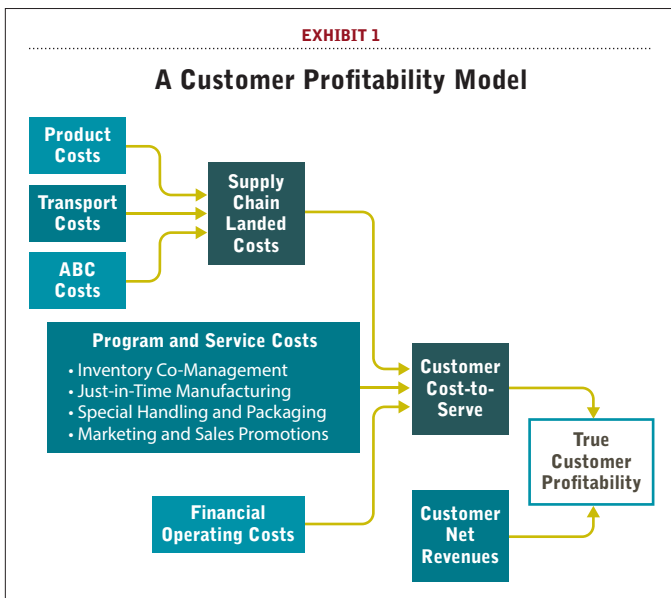 EXHIBIT 1
A Customer Profitability Model
Product
Costs
Transport
Costs
ABC
Costs
Supply
Chain
Landed
Costs
Program and Service Costs
• Inventory Co-Management
• Just-in-Time Manufacturing
• Special Handling and Packaging
• Marketing and Sales Promotions
Financial
Operating Costs
Customer
Cost-to-
Serve
Customer
Net
Revenues
True
Customer
Profitability